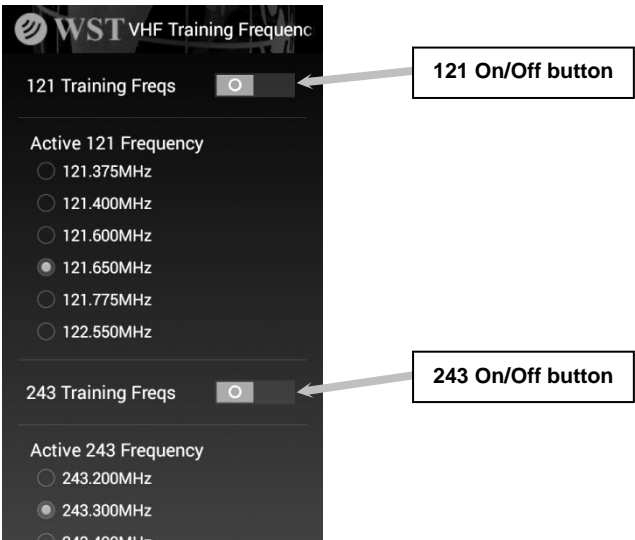 WST VHF Training Frequenc
121 On/Off button
121 Training Freqs
Active 121 Frequency
121.375MHz
121.400MHz
121.600MHz
121.650MHz
121.775MHz
122.550MHz
243 On/Off button
243 Training Freqs
Active 243 Frequency
243.200MHz
243.300MHz